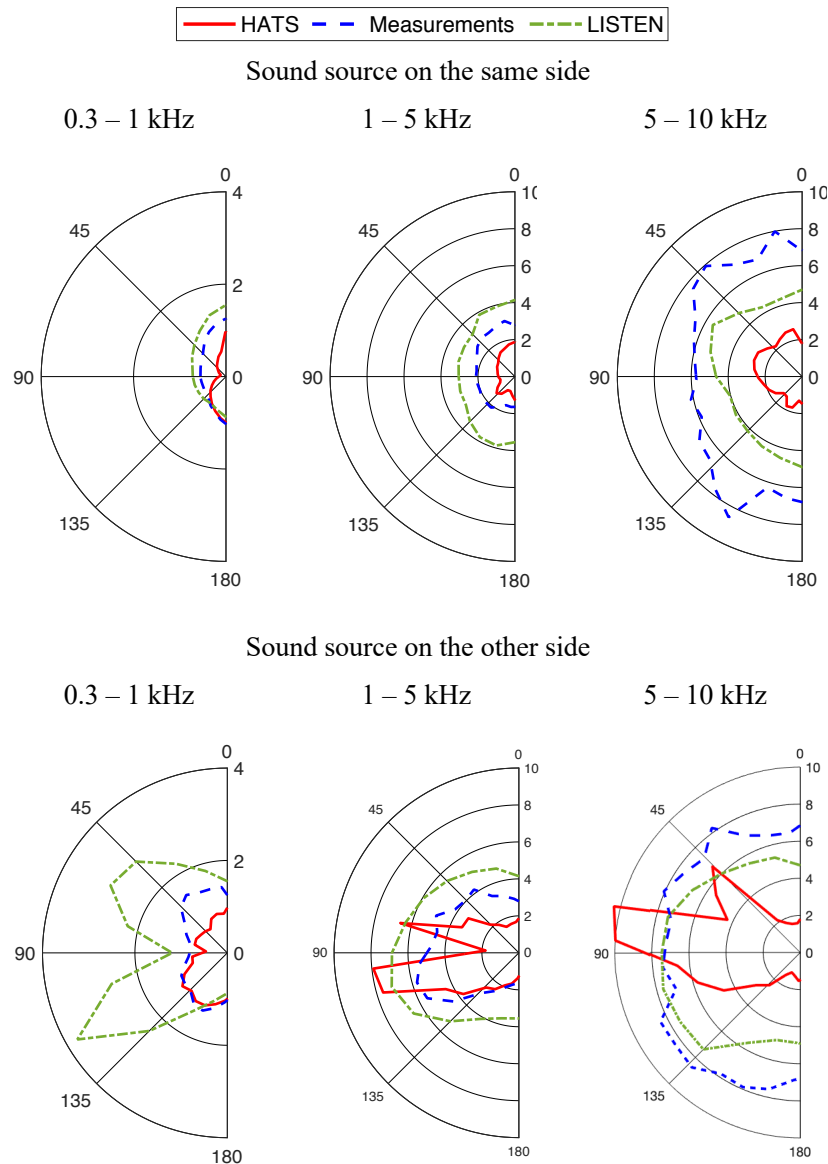 HATS Measurements LISTEN
Sound source on the same side
0.3 – 1 kHz 1 – 5 kHz 5 – 10 kHz
0 0 0
4 10 10
45 45 45
8 8
2 6 6
4 4
2 2
90 0 90 0 90 0
135 135 135
180 180 180
Sound source on the other side
0.3 – 1 kHz 1 – 5 kHz 5 – 10 kHz
0 0 0
4 10 10
45 45 45
8 8
2 6 6
4 4
2 2
90 0 90 0 90 0
135 135 135
180 180 180